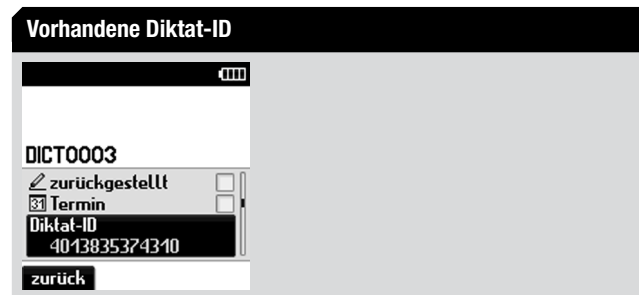 Vorhandene Diktat-ID
DICT0003
zurückgestellt
31 Termin
Diktat-ID
4013835374310
zurück